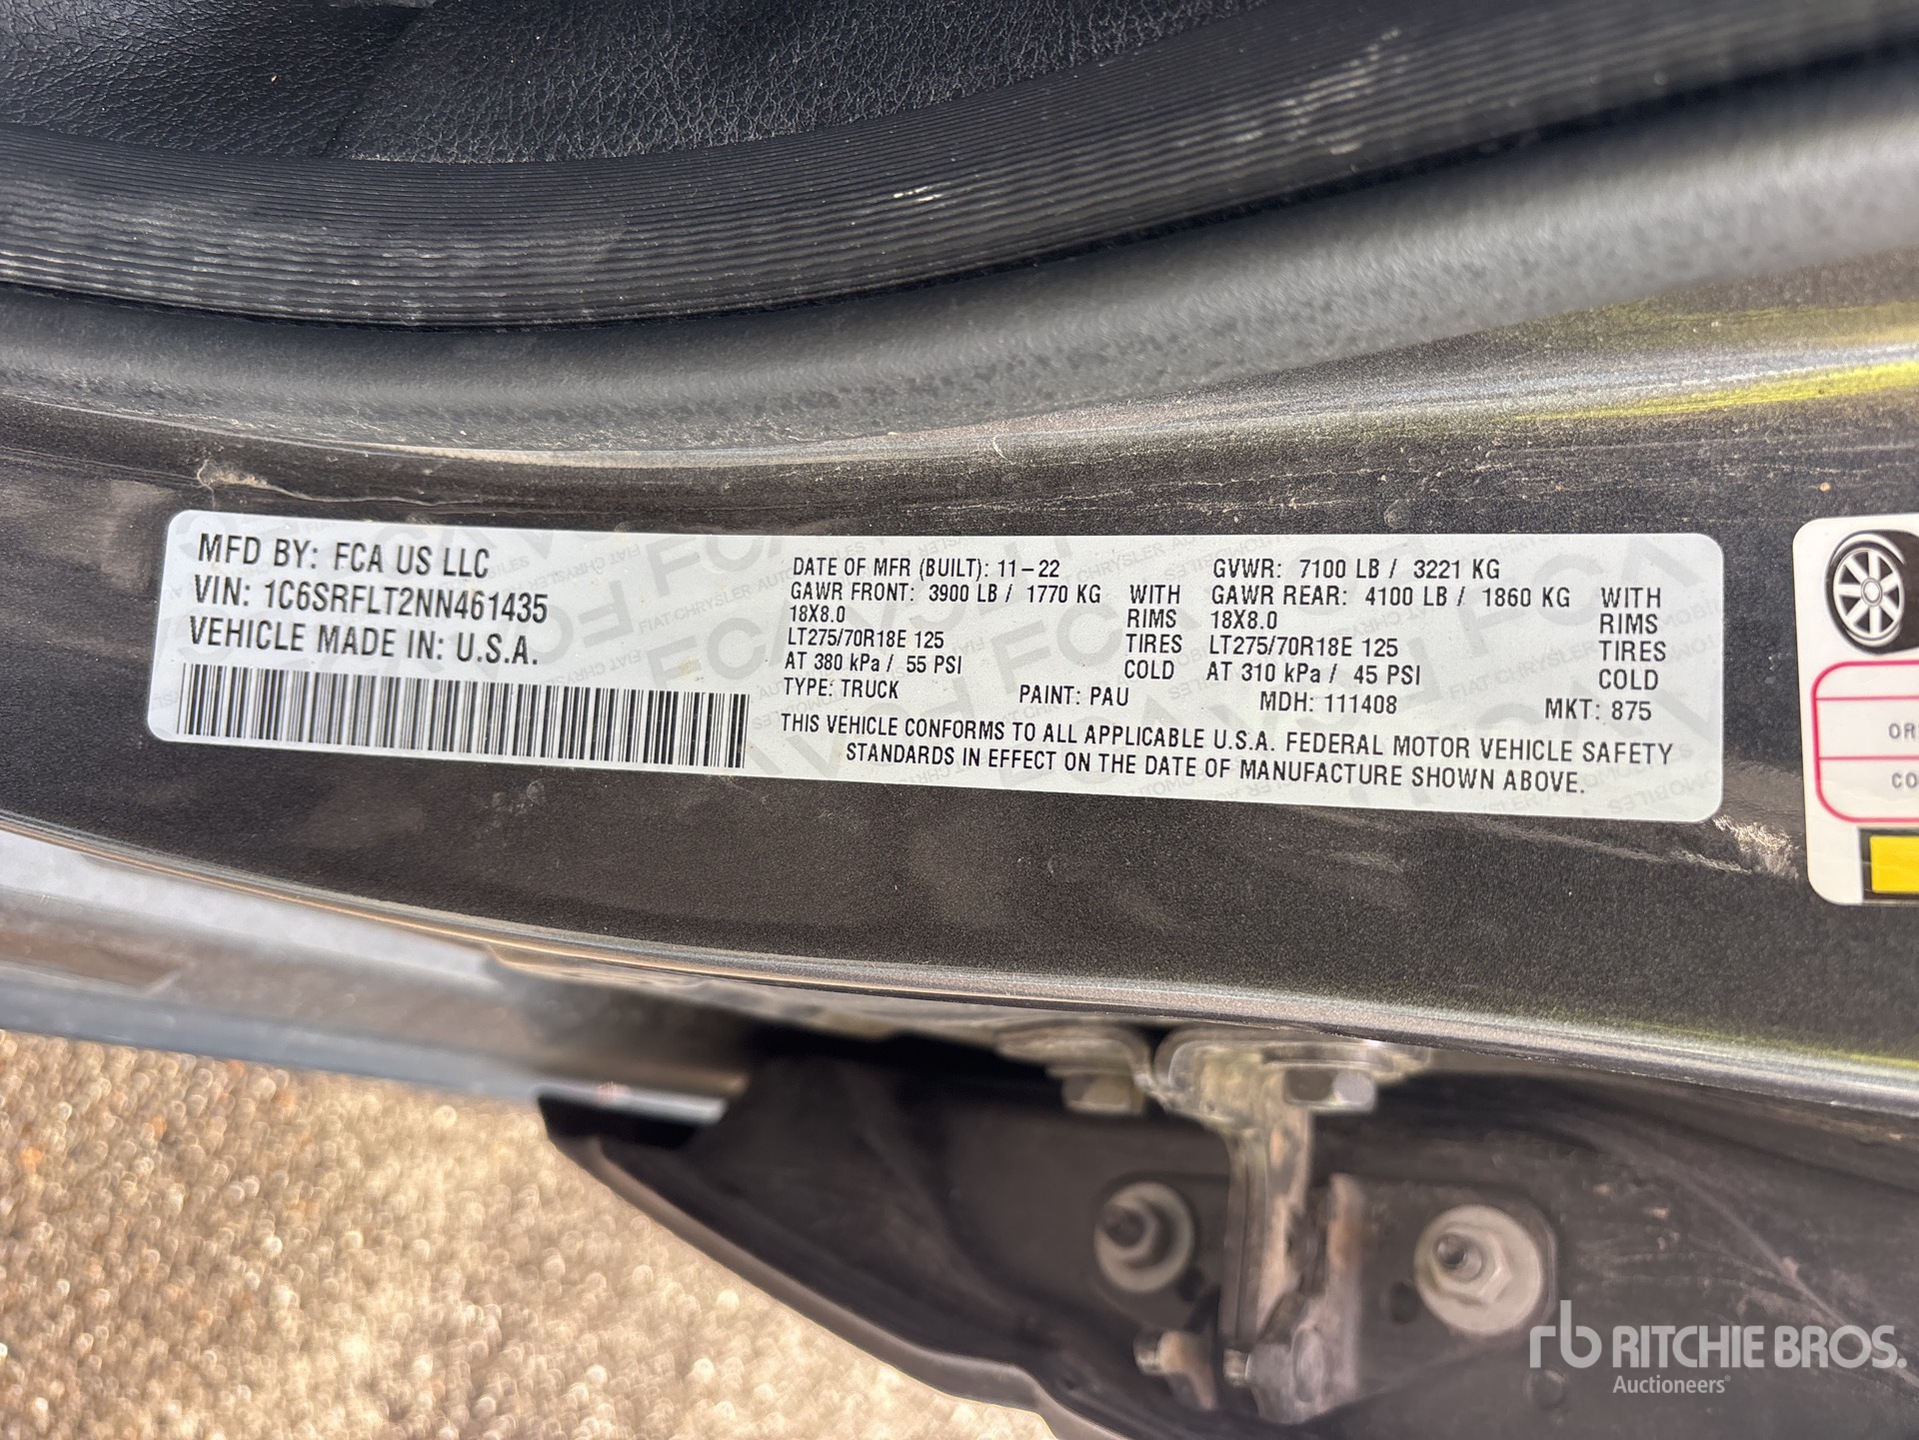 MFD BY: FCA US LLC
VIN: 1C6SRFLT2NN461435
VEHICLE MADE IN: U.S.A.
DATE OF MFR (BUILT): 11-22 GVWR: 7100 LB / 3221 KG
GAWR FRONT: 3900 LB / 1770 KG WITH GAWR REAR: 4100 LB / 1860 KG WITH
18X8.0 RIMS 18X8.0 RIMS
LT275/70R18E 125 TIRES LT275/70R18E 125 TIRES
AT 380 kPa / 55 PSI COLD AT 310 kPa / 45 PSI COLD
TYPE: TRUCK PAINT: PAU MDH: 111408 MKT: 875
THIS VEHICLE CONFORMS TO ALL APPLICABLE U.S.A. FEDERAL MOTOR VEHICLE SAFETY
STANDARDS IN EFFECT ON THE DATE OF MANUFACTURE SHOWN ABOVE.
OR
CO
rb RITCHIE BROS.
Auctioneers